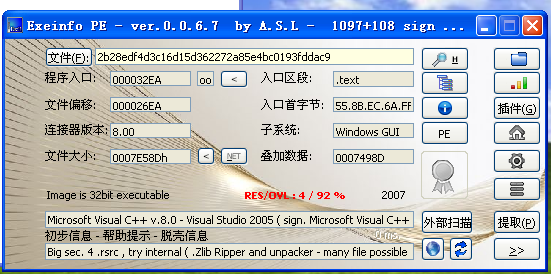 Exeinfo PE - ver.0.0.6.7 by A.S.L - 1097+108 sign ...
文件(F): 2b28edf4d3c16d15d362272a85e4bc0193fddac9 H
程序入口: 000032EA oo < 入口区段: .text
文件偏移: 000026EA 入口首字节: 55.8B.EC.6A.FF 插件(G)
连接器版本: 8.00 子系统: Windows GUI PE
文件大小: 0007E58Dh < .NET 叠加数据: 0007498D
Image is 32bit executable RES/OVL : 4 / 92 % 2007
Microsoft Visual C++ v.8.0 - Visual Studio 2005 ( sign. Microsoft Visual C++ 外部扫描 提取(P)
初步信息 - 帮助提示 - 脱壳信息
Big sec. 4 .rsrc , try internal ( .Zlib Ripper and unpacker - many file possible >>